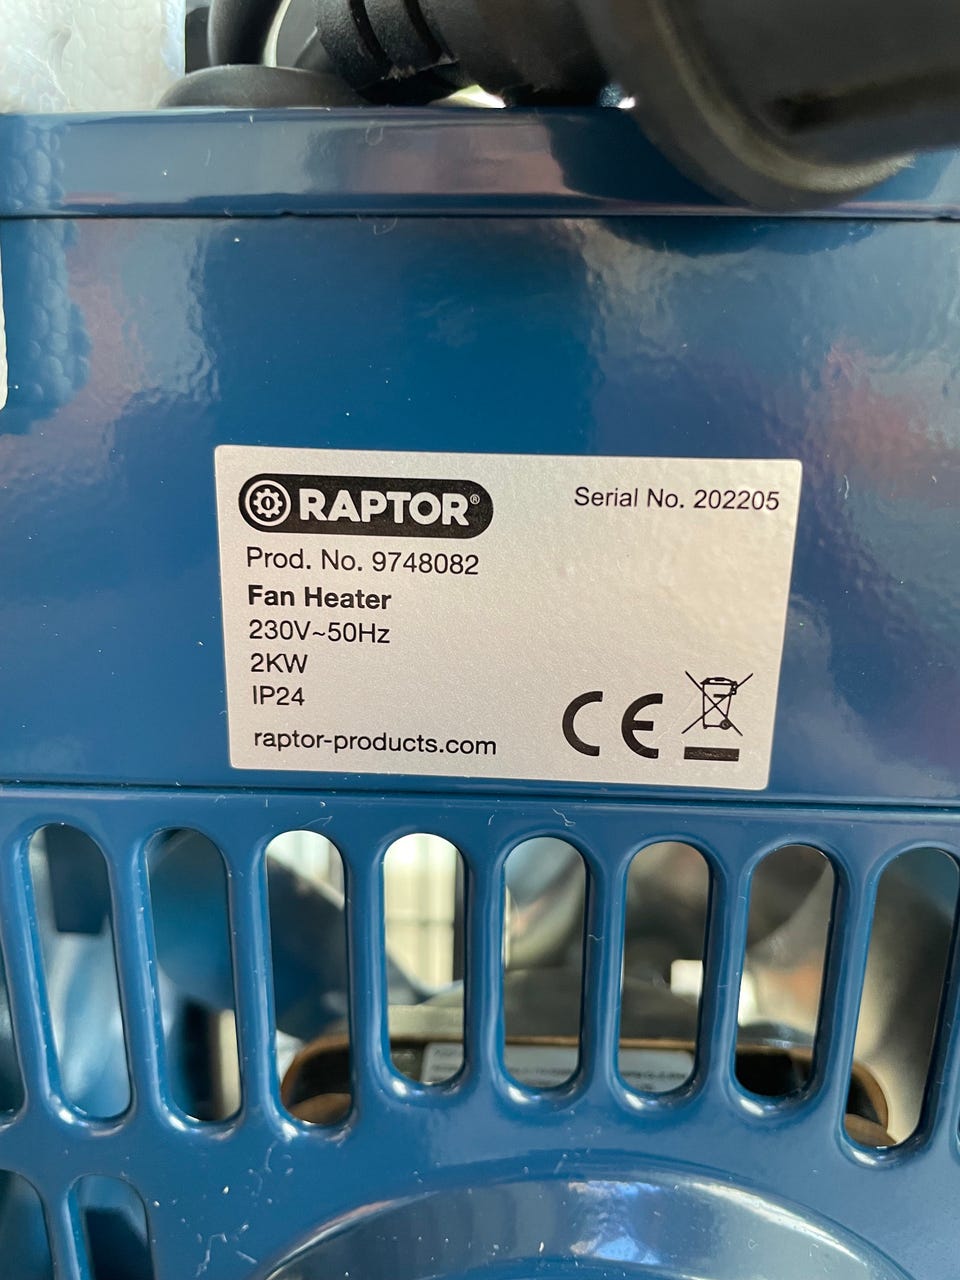 RAPTOR®
Serial No. 202205
Prod. No. 9748082
Fan Heater
230V~50Hz
2KW
IP24
raptor-products.com
CE